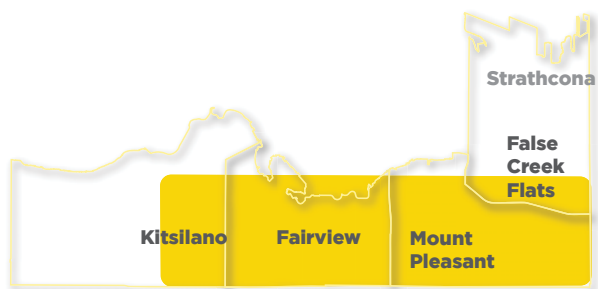 Strathcona
False
Creek
Flats
Kitsilano
Fairview
Mount
Pleasant